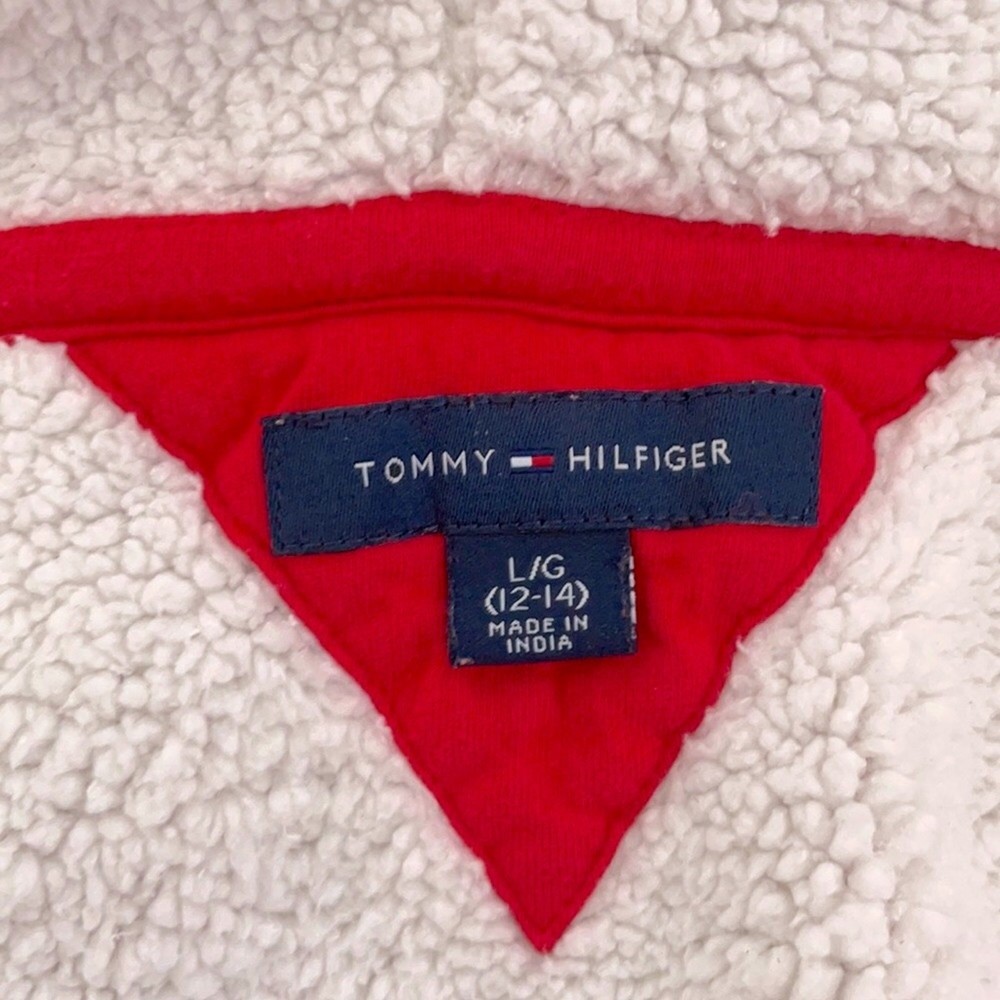 TOMMY HILFIGER
L/G
(12-14)
MADE IN
INDIA